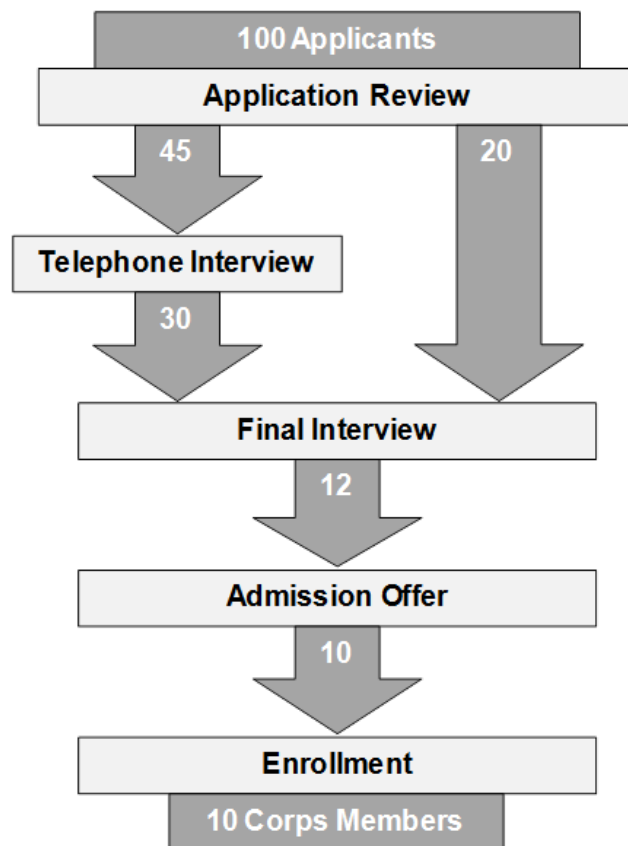 100 Applicants
Application Review
45
20
Telephone Interview
30
Final Interview
12
Admission Offer
10
Enrollment
10 Corps Members